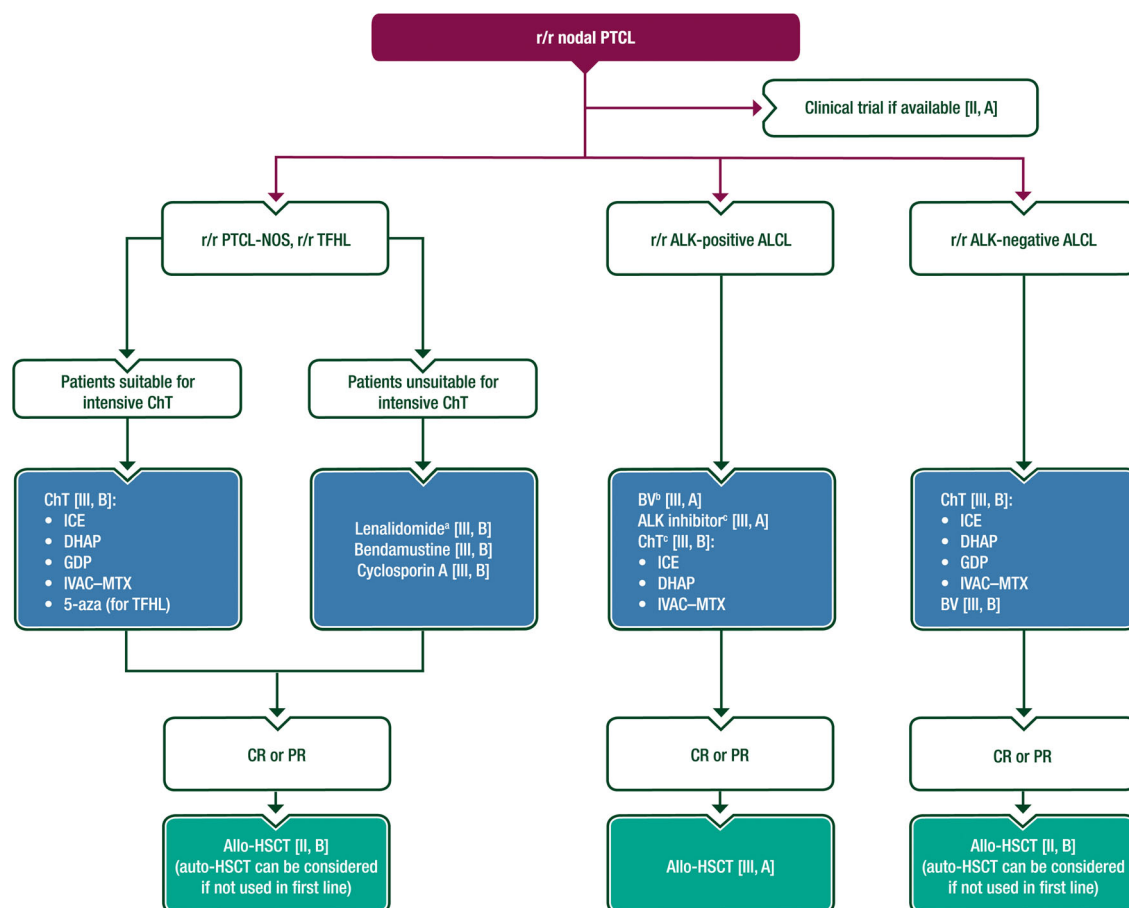 r/r nodal PTCL
Clinical trial if available [II, A]
r/r PTCL-NOS, r/r TFHL
r/r ALK-positive ALCL
r/r ALK-negative ALCL
Patients suitable for
intensive ChT
Patients unsuitable for
intensive ChT
ChT [III, B]:
• ICE
• DHAP
• GDP
• IVAC–MTX
• 5-aza (for TFHL)
Lenalidomideᵃ [III, B]
Bendamustine [III, B]
Cyclosporin A [III, B]
BVᵇ [III, A]
ALK inhibitorᶜ [III, A]
ChTᶜ [III, B]:
• ICE
• DHAP
• IVAC–MTX
ChT [III, B]:
• ICE
• DHAP
• GDP
• IVAC–MTX
BV [III, B]
CR or PR
CR or PR
CR or PR
Allo-HSCT [II, B]
(auto-HSCT can be considered
if not used in first line)
Allo-HSCT [III, A]
Allo-HSCT [II, B]
(auto-HSCT can be considered
if not used in first line)